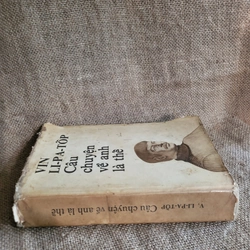 VIN
LI-PA-TỐP
Câu
chuyện
về anh
là thế
V. LI-PA-TỐP Câu chuyện về anh là thế